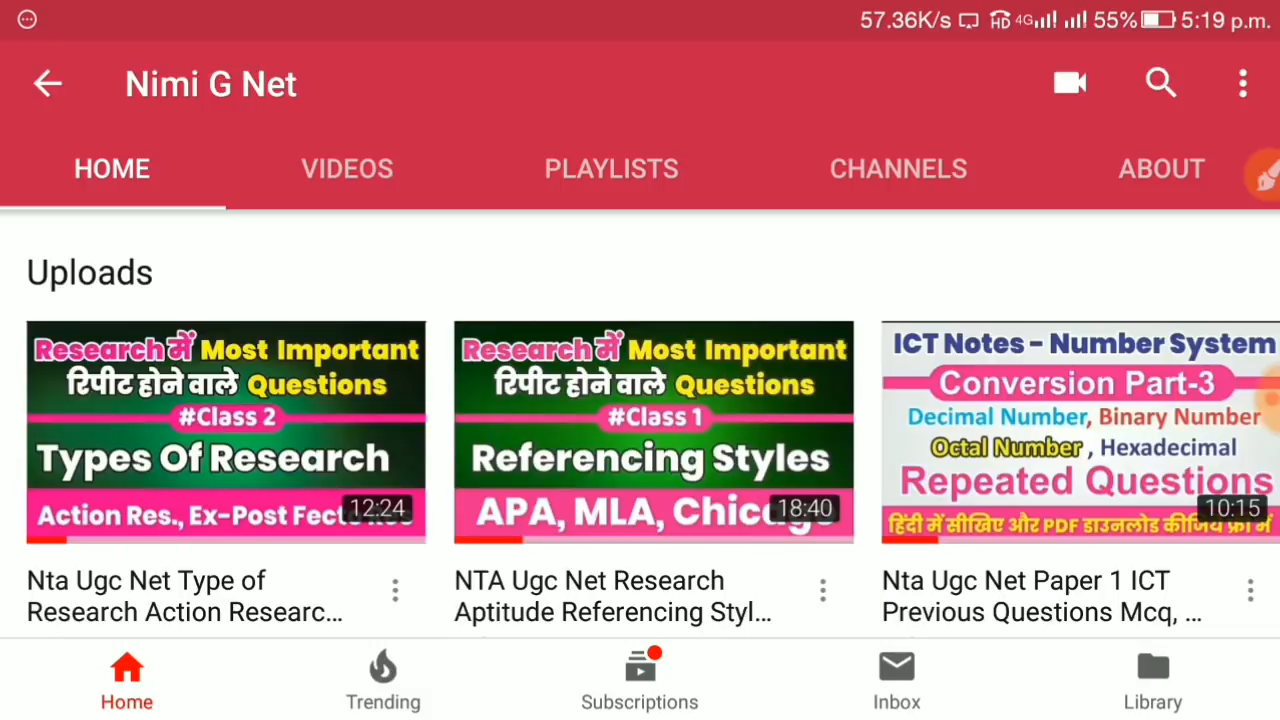 57.36K/s HD 4G 55% 5:19 p.m.
Nimi G Net
HOME VIDEOS PLAYLISTS CHANNELS ABOUT
Uploads
Research में Most Important
रिपीट होने वाले Questions
#Class 2
Types Of Research
Action Res., Ex-Post Fect
12:24
Nta Ugc Net Type of
Research Action Researc...
Research में Most Important
रिपीट होने वाले Questions
#Class 1
Referencing Styles
APA, MLA, Chicago
18:40
NTA Ugc Net Research
Aptitude Referencing Styl...
ICT Notes - Number System
Conversion Part-3
Decimal Number, Binary Number
Octal Number , Hexadecimal
Repeated Questions
हिंदी में सीखिए और PDF डाउनलोड कीजिये फ्री में
10:15
Nta Ugc Net Paper 1 ICT
Previous Questions Mcq, ...
Home Trending Subscriptions Inbox Library